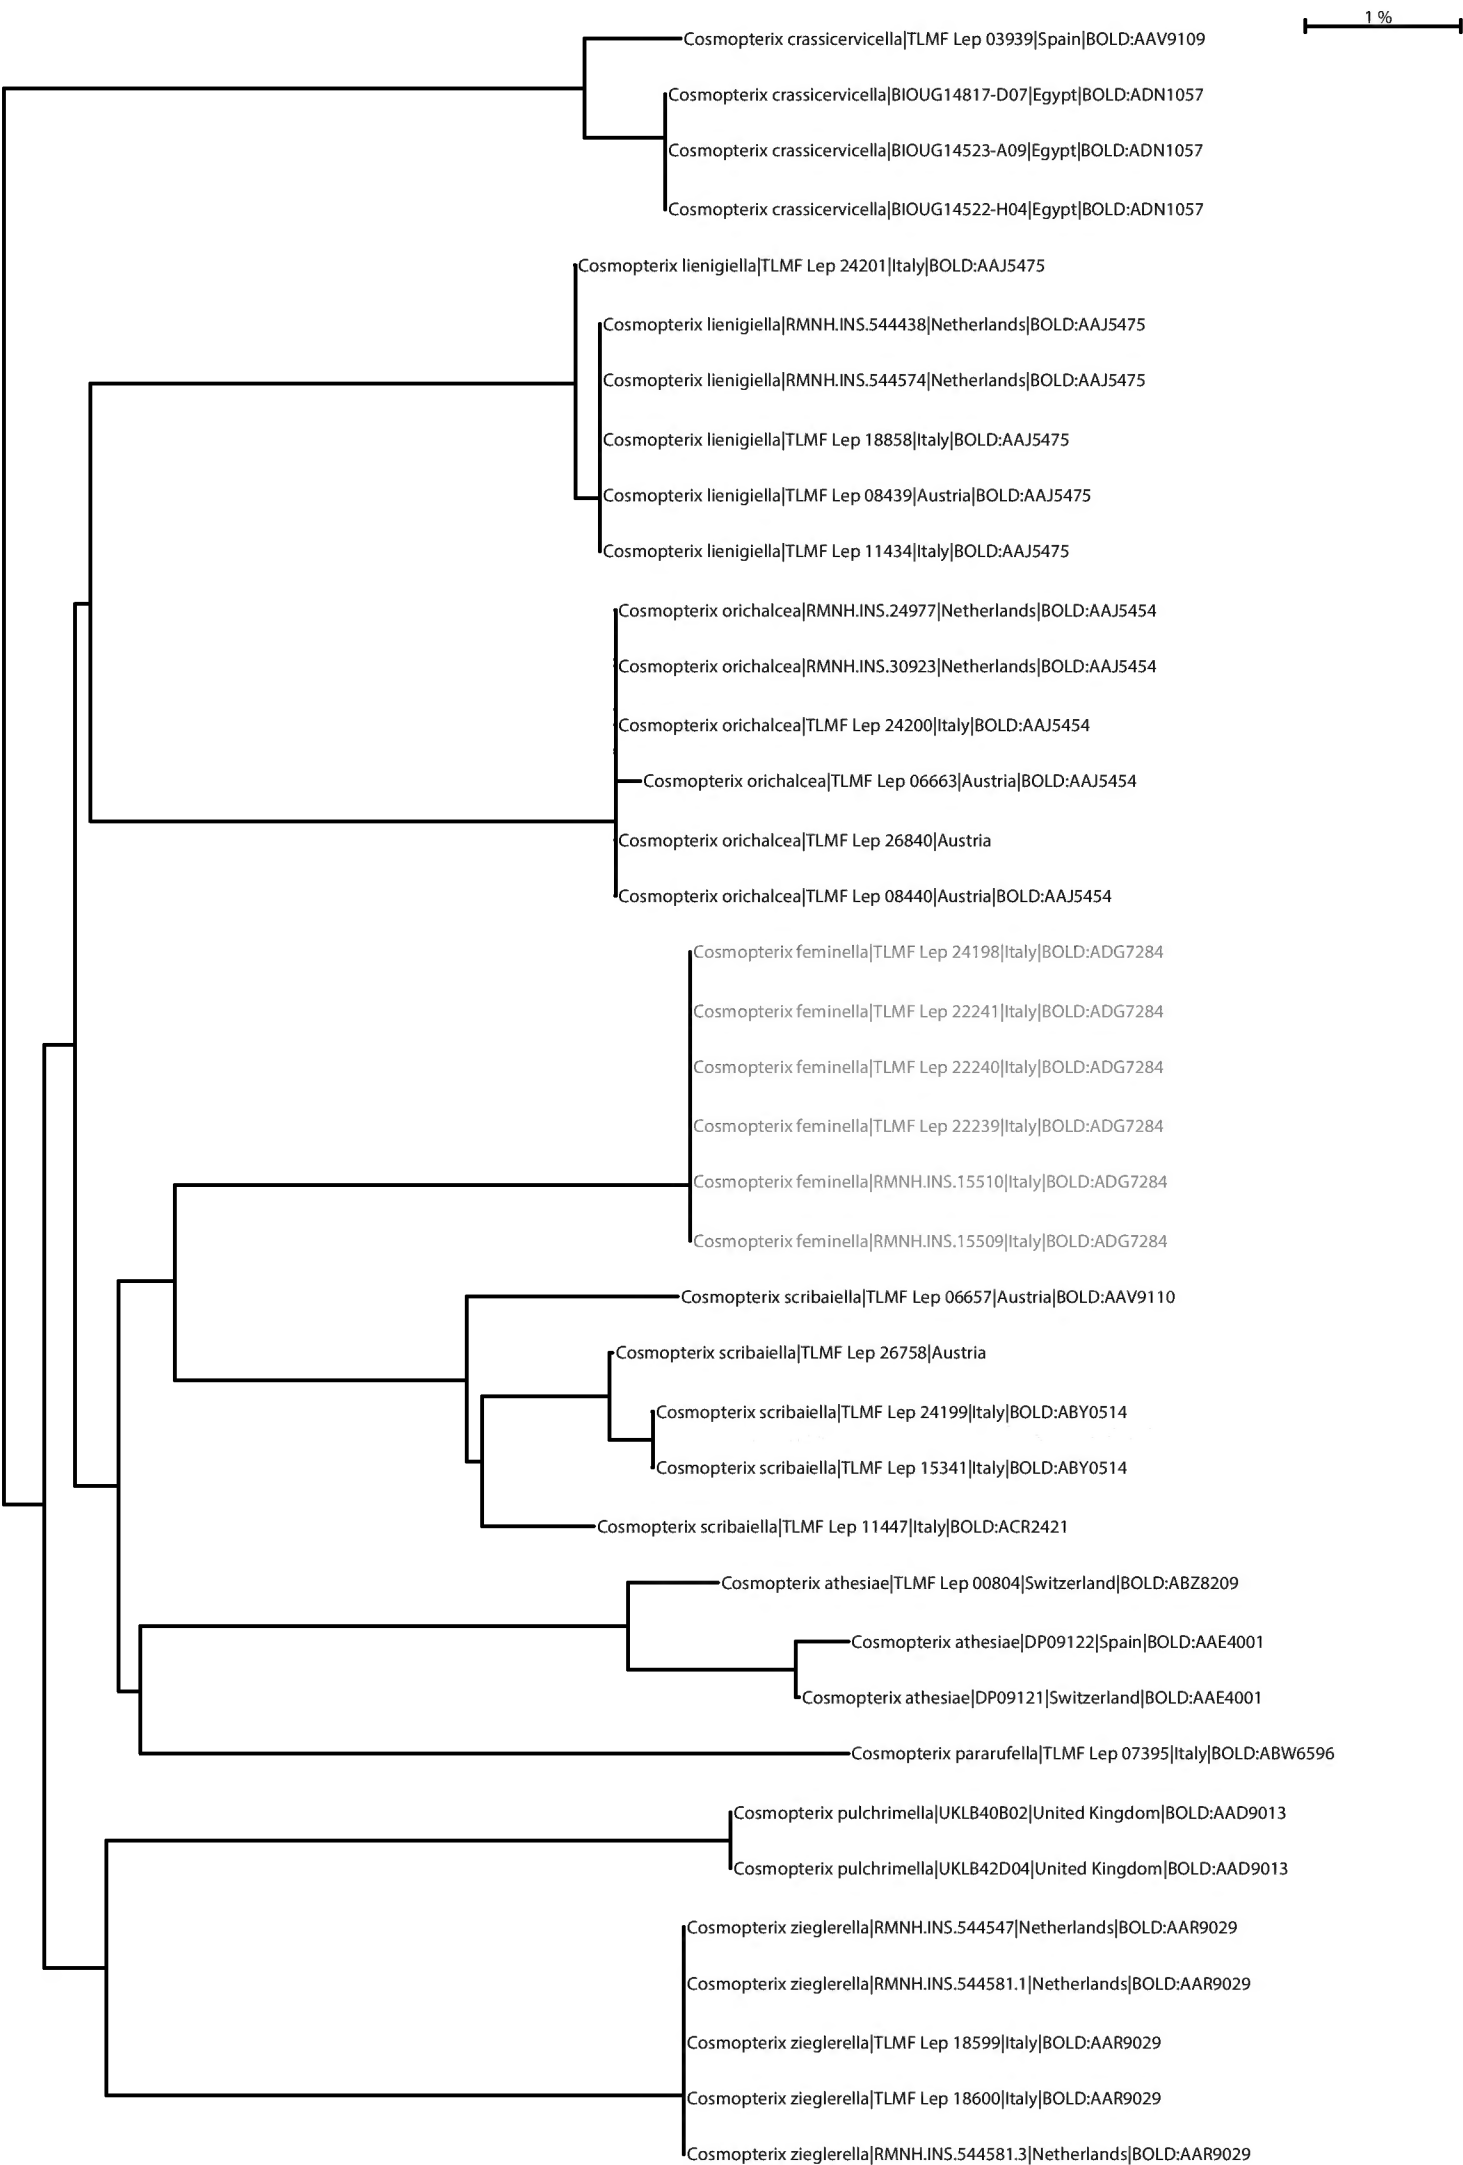 1 %
Cosmopterix crassicervicella|TLMF Lep 03939|Spain|BOLD:AAV9109
Cosmopterix crassicervicella|BIOUG14817-D07|Egypt|BOLD:ADN1057
Cosmopterix crassicervicella|BIOUG14523-A09|Egypt|BOLD:ADN1057
Cosmopterix crassicervicella|BIOUG14522-H04|Egypt|BOLD:ADN1057
Cosmopterix lienigiella|TLMF Lep 24201|Italy|BOLD:AAJ5475
Cosmopterix lienigiella|RMNH.INS.544438|Netherlands|BOLD:AAJ5475
Cosmopterix lienigiella|RMNH.INS.544574|Netherlands|BOLD:AAJ5475
Cosmopterix lienigiella|TLMF Lep 18858|Italy|BOLD:AAJ5475
Cosmopterix lienigiella|TLMF Lep 08439|Austria|BOLD:AAJ5475
Cosmopterix lienigiella|TLMF Lep 11434|Italy|BOLD:AAJ5475
Cosmopterix orichalcea|RMNH.INS.24977|Netherlands|BOLD:AAJ5454
Cosmopterix orichalcea|RMNH.INS.30923|Netherlands|BOLD:AAJ5454
Cosmopterix orichalcea|TLMF Lep 24200|Italy|BOLD:AAJ5454
Cosmopterix orichalcea|TLMF Lep 06663|Austria|BOLD:AAJ5454
Cosmopterix orichalcea|TLMF Lep 26840|Austria
Cosmopterix orichalcea|TLMF Lep 08440|Austria|BOLD:AAJ5454
Cosmopterix feminella|TLMF Lep 24198|Italy|BOLD:ADG7284
Cosmopterix feminella|TLMF Lep 22241|Italy|BOLD:ADG7284
Cosmopterix feminella|TLMF Lep 22240|Italy|BOLD:ADG7284
Cosmopterix feminella|TLMF Lep 22239|Italy|BOLD:ADG7284
Cosmopterix feminella|RMNH.INS.15510|Italy|BOLD:ADG7284
Cosmopterix feminella|RMNH.INS.15509|Italy|BOLD:ADG7284
Cosmopterix scribaiella|TLMF Lep 06657|Austria|BOLD:AAV9110
Cosmopterix scribaiella|TLMF Lep 26758|Austria
Cosmopterix scribaiella|TLMF Lep 24199|Italy|BOLD:ABY0514
Cosmopterix scribaiella|TLMF Lep 15341|Italy|BOLD:ABY0514
Cosmopterix scribaiella|TLMF Lep 11447|Italy|BOLD:ACR2421
Cosmopterix athesiae|TLMF Lep 00804|Switzerland|BOLD:ABZ8209
Cosmopterix athesiae|DP09122|Spain|BOLD:AAE4001
Cosmopterix athesiae|DP09121|Switzerland|BOLD:AAE4001
Cosmopterix pararufella|TLMF Lep 07395|Italy|BOLD:ABW6596
Cosmopterix pulchrimella|UKLB40B02|United Kingdom|BOLD:AAD9013
Cosmopterix pulchrimella|UKLB42D04|United Kingdom|BOLD:AAD9013
Cosmopterix zieglerella|RMNH.INS.544547|Netherlands|BOLD:AAR9029
Cosmopterix zieglerella|RMNH.INS.544581.1|Netherlands|BOLD:AAR9029
Cosmopterix zieglerella|TLMF Lep 18599|Italy|BOLD:AAR9029
Cosmopterix zieglerella|TLMF Lep 18600|Italy|BOLD:AAR9029
Cosmopterix zieglerella|RMNH.INS.544581.3|Netherlands|BOLD:AAR9029